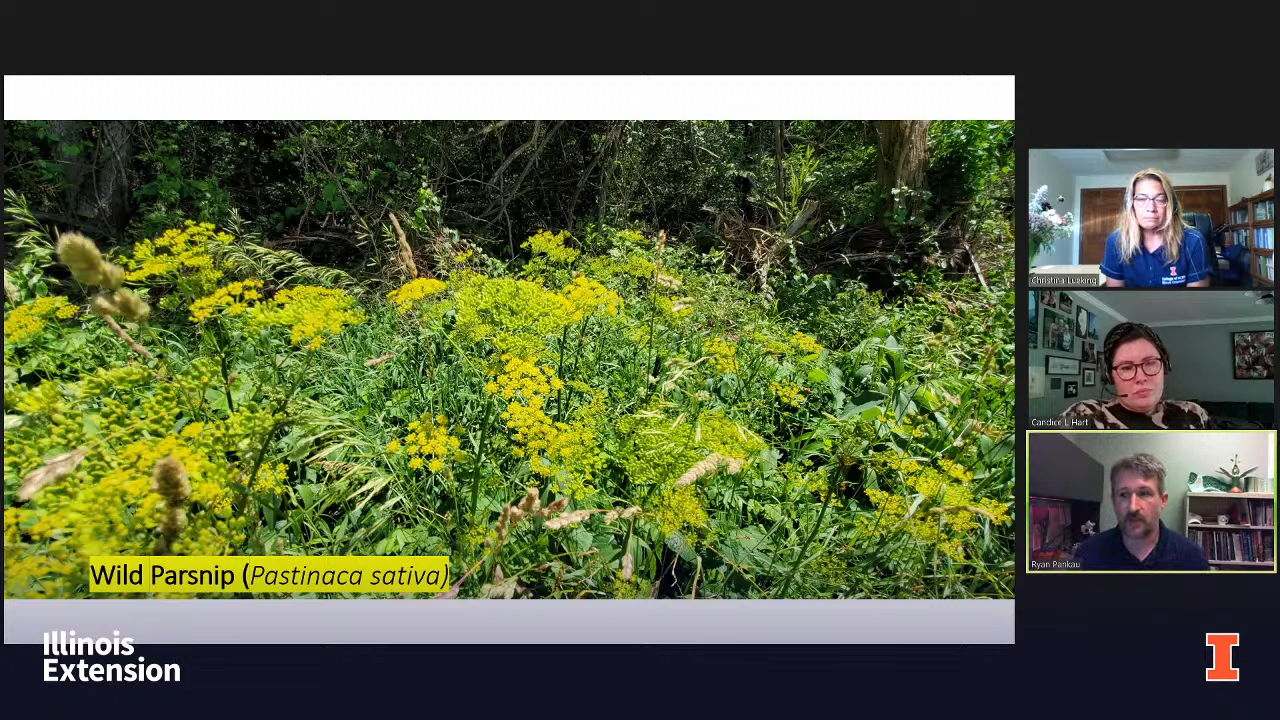 Christina Lueking
Candice L Hart
Ryan Pankau
Wild Parsnip (Pastinaca sativa)
Illinois
Extension